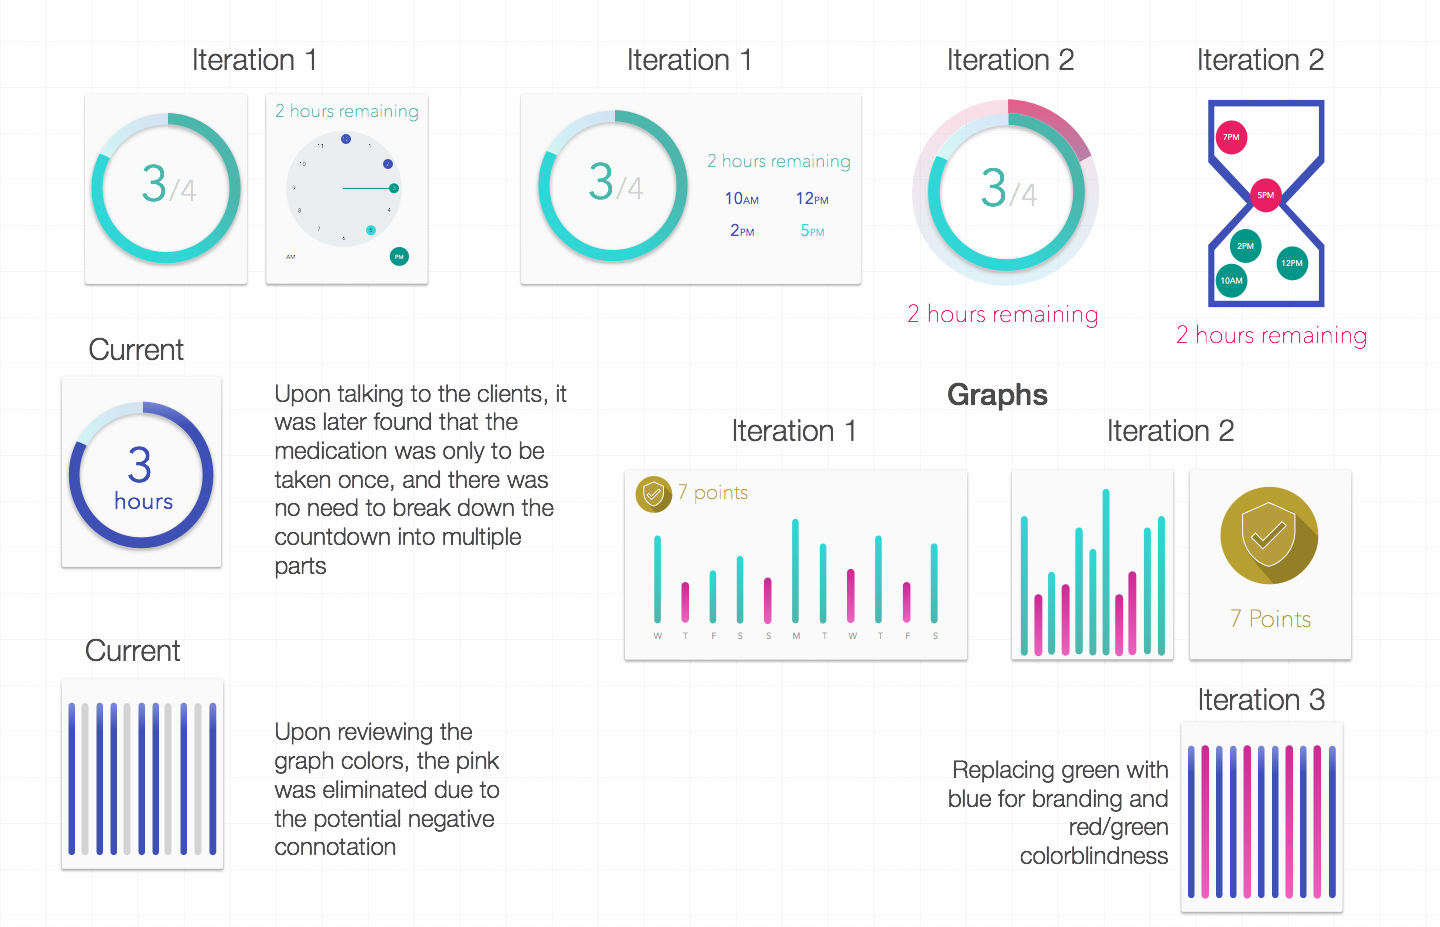 Iteration 1
Iteration 1
Iteration 2
Iteration 2
3/4
2 hours remaining
11
1
10
9
4
8
7
5
6
AM
PM
3/4
2 hours remaining
10AM 12PM
2PM 5PM
3/4
2 hours remaining
7PM
5PM
2PM
12PM
10AM
2 hours remaining
Current
3
hours
Upon talking to the clients, it
was later found that the
medication was only to be
taken once, and there was
no need to break down the
countdown into multiple
parts
Graphs
Iteration 1
Iteration 2
7 points
W T F S S M T W T F S
7 Points
Current
Upon reviewing the
graph colors, the pink
was eliminated due to
the potential negative
connotation
Iteration 3
Replacing green with
blue for branding and
red/green
colorblindness